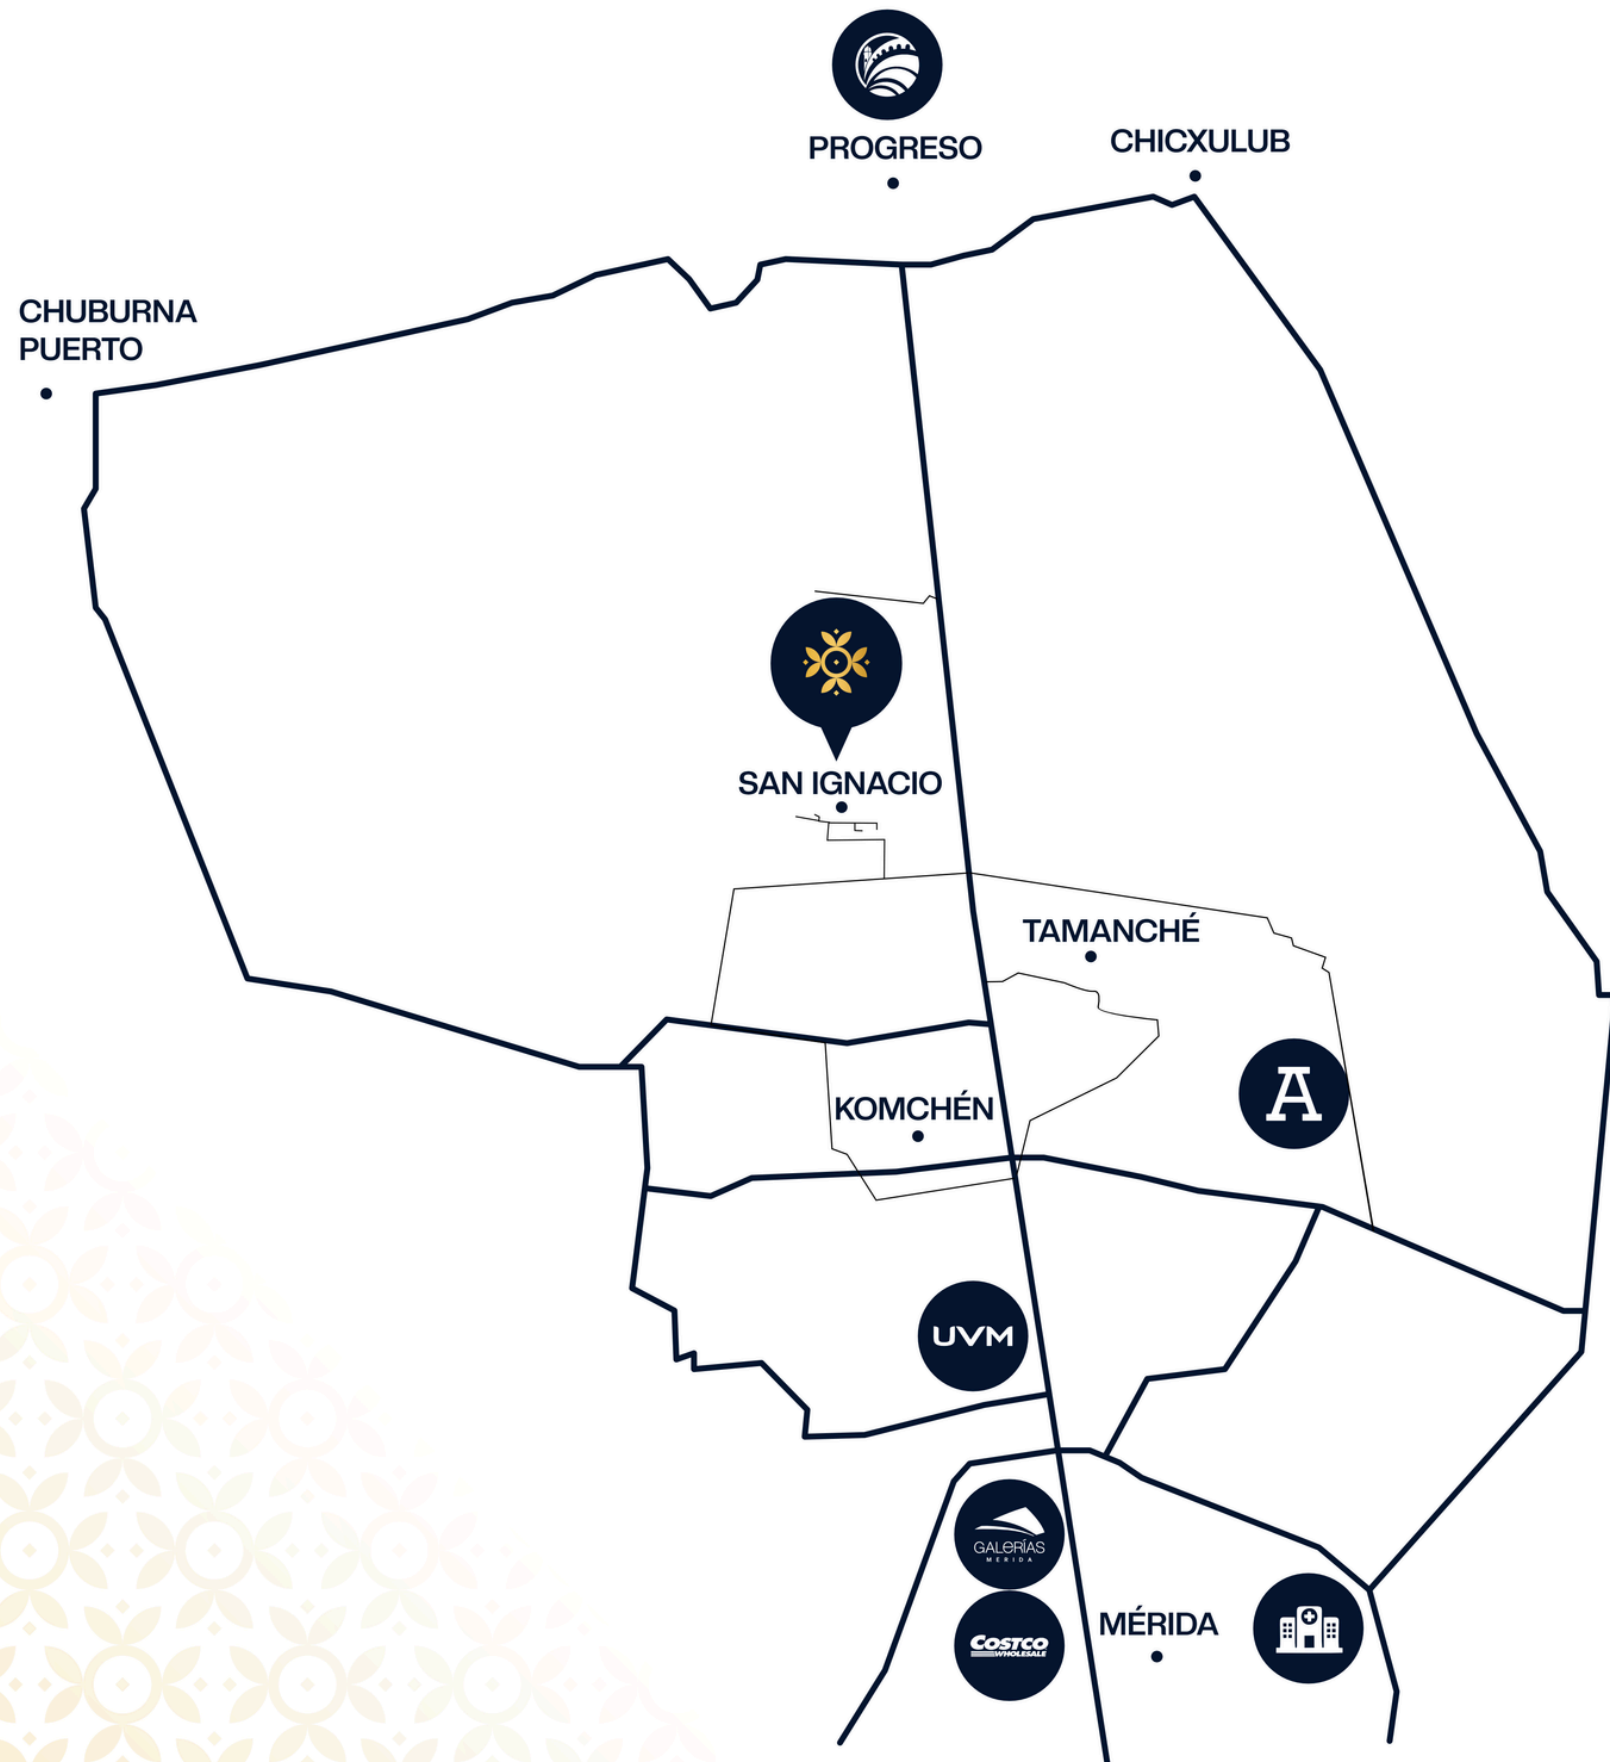 PROGRESO
CHICXULUB
CHUBURNA
PUERTO
SAN IGNACIO
TAMANCHÉ
A
KOMCHÉN
UVM
GALERÍAS
MERIDA
COSTCO
WHOLESALE
MÉRIDA